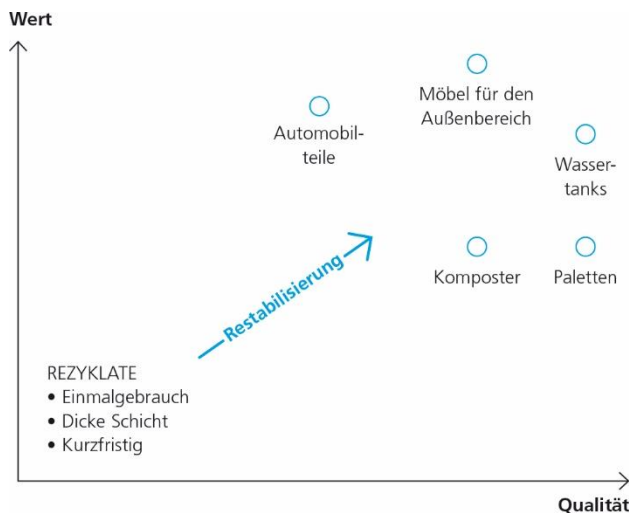 Wert
Möbel für den
Außenbereich
Automobil-
teile
Wasser-
tanks
Restabilisierung
Komposter
Paletten
REZYKLATE
• Einmalgebrauch
• Dicke Schicht
• Kurzfristig
Qualität